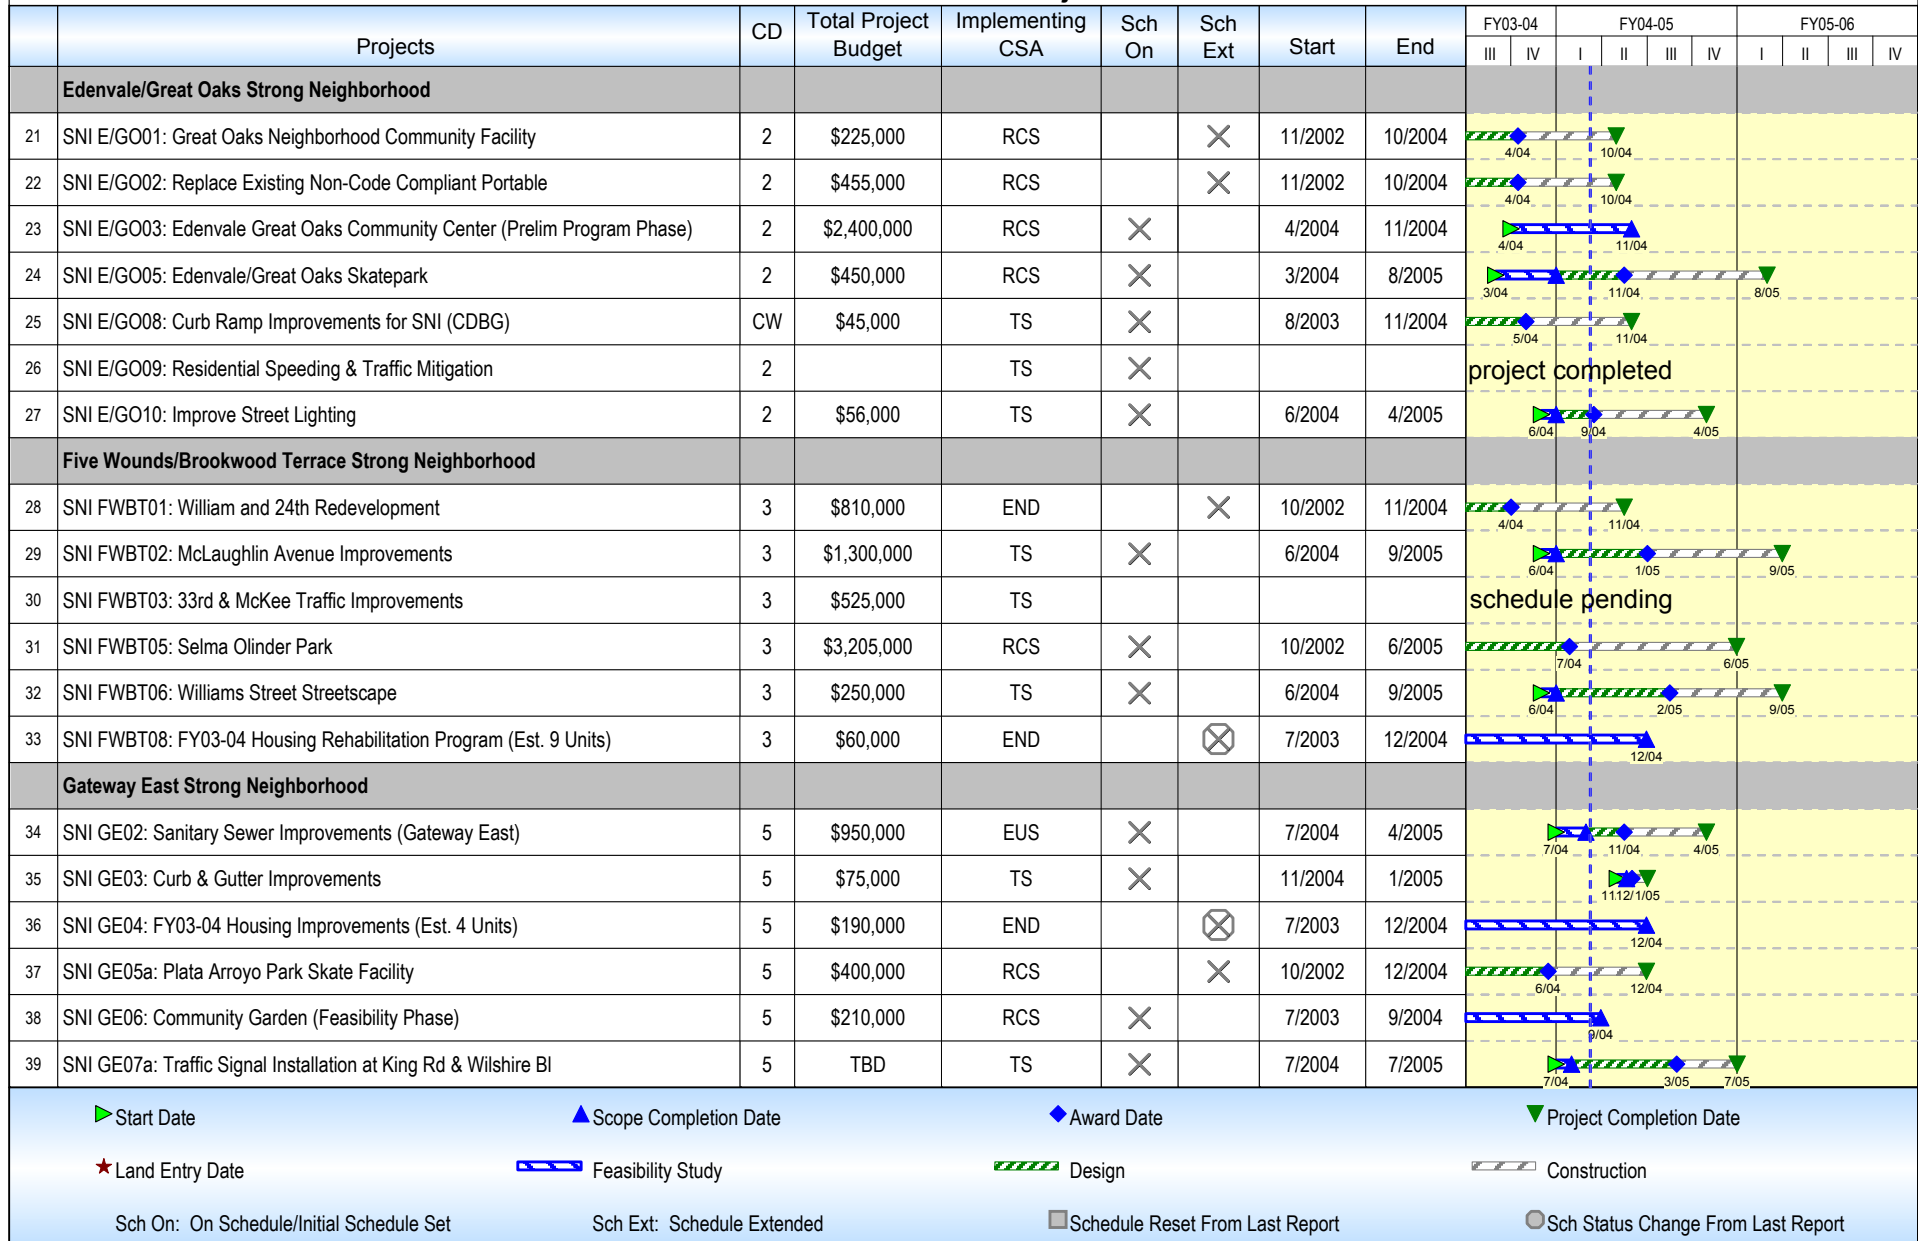 Projects CD Total Project Budget Implementing CSA Sch On Sch Ext Start End FY03-04 FY04-05 FY05-06
III IV I II III IV I II III IV
Edenvale/Great Oaks Strong Neighborhood
21 SNI E/GO01: Great Oaks Neighborhood Community Facility 2 $225,000 RCS 11/2002 10/2004 4/04 10/04
22 SNI E/GO02: Replace Existing Non-Code Compliant Portable 2 $455,000 RCS 11/2002 10/2004 4/04 10/04
23 SNI E/GO03: Edenvale Great Oaks Community Center (Prelim Program Phase) 2 $2,400,000 RCS 4/2004 11/2004 4/04 11/04
24 SNI E/GO05: Edenvale/Great Oaks Skatepark 2 $450,000 RCS 3/2004 8/2005 3/04 11/04 8/05
25 SNI E/GO08: Curb Ramp Improvements for SNI (CDBG) CW $45,000 TS 8/2003 11/2004 5/04 11/04
26 SNI E/GO09: Residential Speeding & Traffic Mitigation 2 TS project completed
27 SNI E/GO10: Improve Street Lighting 2 $56,000 TS 6/2004 4/2005 6/04 9/04 4/05
Five Wounds/Brookwood Terrace Strong Neighborhood
28 SNI FWBT01: William and 24th Redevelopment 3 $810,000 END 10/2002 11/2004 4/04 11/04
29 SNI FWBT02: McLaughlin Avenue Improvements 3 $1,300,000 TS 6/2004 9/2005 6/04 1/05 9/05
30 SNI FWBT03: 33rd & McKee Traffic Improvements 3 $525,000 TS schedule pending
31 SNI FWBT05: Selma Olinder Park 3 $3,205,000 RCS 10/2002 6/2005 7/04 6/05
32 SNI FWBT06: Williams Street Streetscape 3 $250,000 TS 6/2004 9/2005 6/04 2/05 9/05
33 SNI FWBT08: FY03-04 Housing Rehabilitation Program (Est. 9 Units) 3 $60,000 END 7/2003 12/2004 12/04
Gateway East Strong Neighborhood
34 SNI GE02: Sanitary Sewer Improvements (Gateway East) 5 $950,000 EUS 7/2004 4/2005 7/04 11/04 4/05
35 SNI GE03: Curb & Gutter Improvements 5 $75,000 TS 11/2004 1/2005 11 12/ 1/05
36 SNI GE04: FY03-04 Housing Improvements (Est. 4 Units) 5 $190,000 END 7/2003 12/2004 12/04
37 SNI GE05a: Plata Arroyo Park Skate Facility 5 $400,000 RCS 10/2002 12/2004 6/04 12/04
38 SNI GE06: Community Garden (Feasibility Phase) 5 $210,000 RCS 7/2003 9/2004 9/04
39 SNI GE07a: Traffic Signal Installation at King Rd & Wilshire Bl 5 TBD TS 7/2004 7/2005 7/04 3/05 7/05
Start Date Scope Completion Date Award Date Project Completion Date
Land Entry Date Feasibility Study Design Construction
Sch On: On Schedule/Initial Schedule Set Sch Ext: Schedule Extended Schedule Reset From Last Report Sch Status Change From Last Report